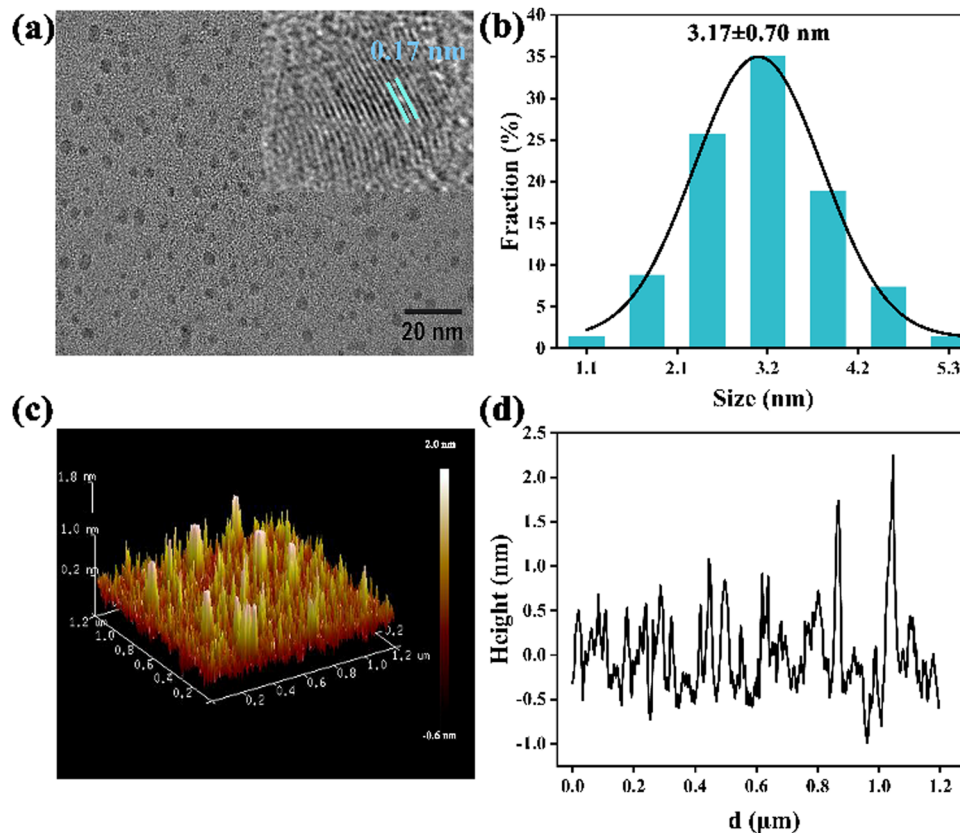 (a)
0.17 nm
20 nm
(b)
3.17±0.70 nm
40
35
30
25
20
15
10
5
0
Fraction (%)
1.1
2.1
3.2
4.2
5.3
Size (nm)
(c)
2.0 nm
-0.6 nm
1.8 nm
1.0 nm
0.2 nm
1.2 um
1.0
0.8
0.6
0.4
0.2
0.2
0.4
0.6
0.8
1.0
1.2 um
0.2
(d)
2.5
2.0
1.5
1.0
0.5
0.0
-0.5
-1.0
Height (nm)
0.0
0.2
0.4
0.6
0.8
1.0
1.2
d (μm)